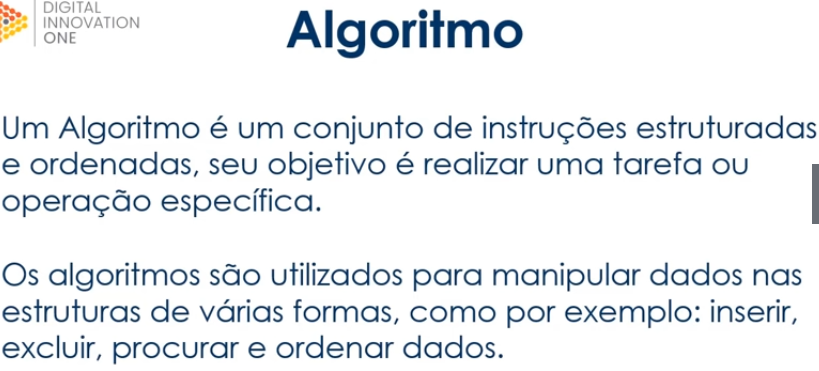 DIGITAL
INNOVATION
ONE
Algoritmo
Um Algoritmo é um conjunto de instruções estruturadas
e ordenadas, seu objetivo é realizar uma tarefa ou
operação específica.
Os algoritmos são utilizados para manipular dados nas
estruturas de várias formas, como por exemplo: inserir,
excluir, procurar e ordenar dados.